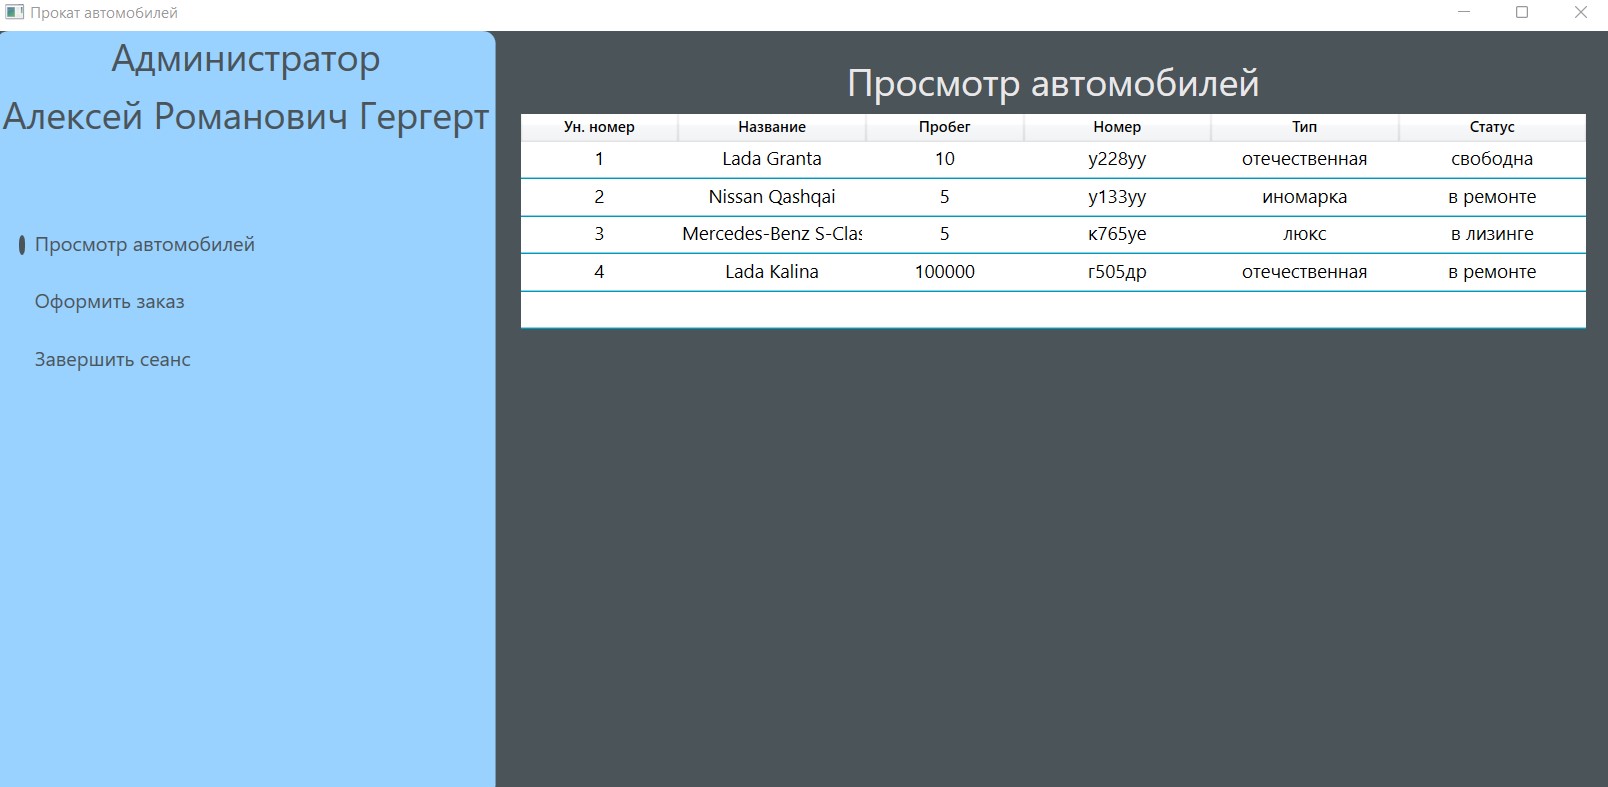 Прокат автомобилей
Администратор
Алексей Романович Гергерт
Просмотр автомобилей
Оформить заказ
Завершить сеанс
Просмотр автомобилей
Ун. номер Название Пробег Номер Тип Статус
1 Lada Granta 10 у228уу отечественная свободна
2 Nissan Qashqai 5 у133уу иномарка в ремонте
3 Mercedes-Benz S-Clas 5 к765уе люкс в лизинге
4 Lada Kalina 100000 г505др отечественная в ремонте